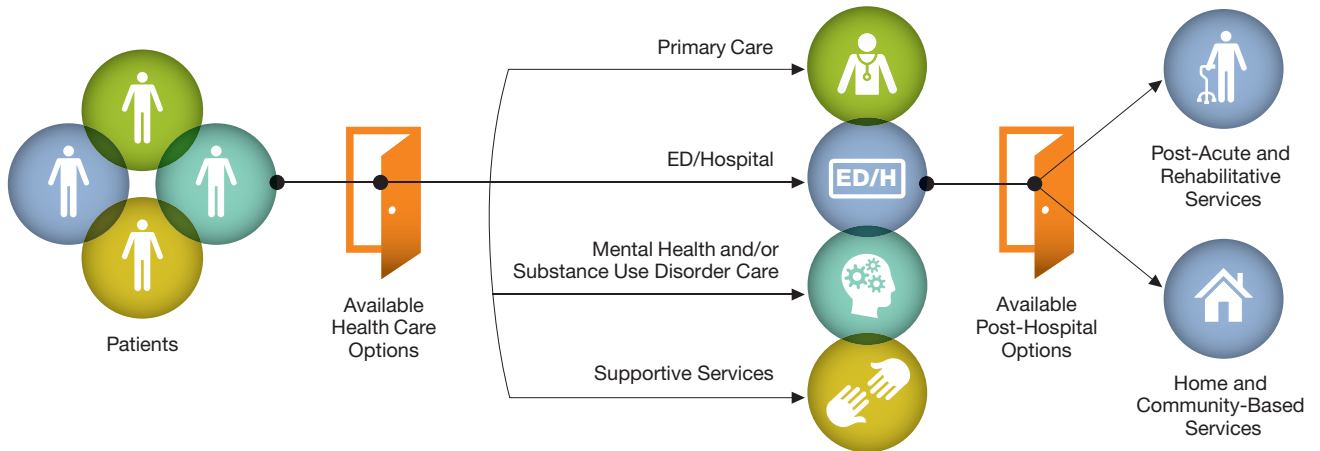 Patients
Available
Health Care
Options
Primary Care
ED/Hospital
Mental Health and/or
Substance Use Disorder Care
Supportive Services
ED/H
Available
Post-Hospital
Options
Post-Acute and
Rehabilitative
Services
Home and
Community-Based
Services